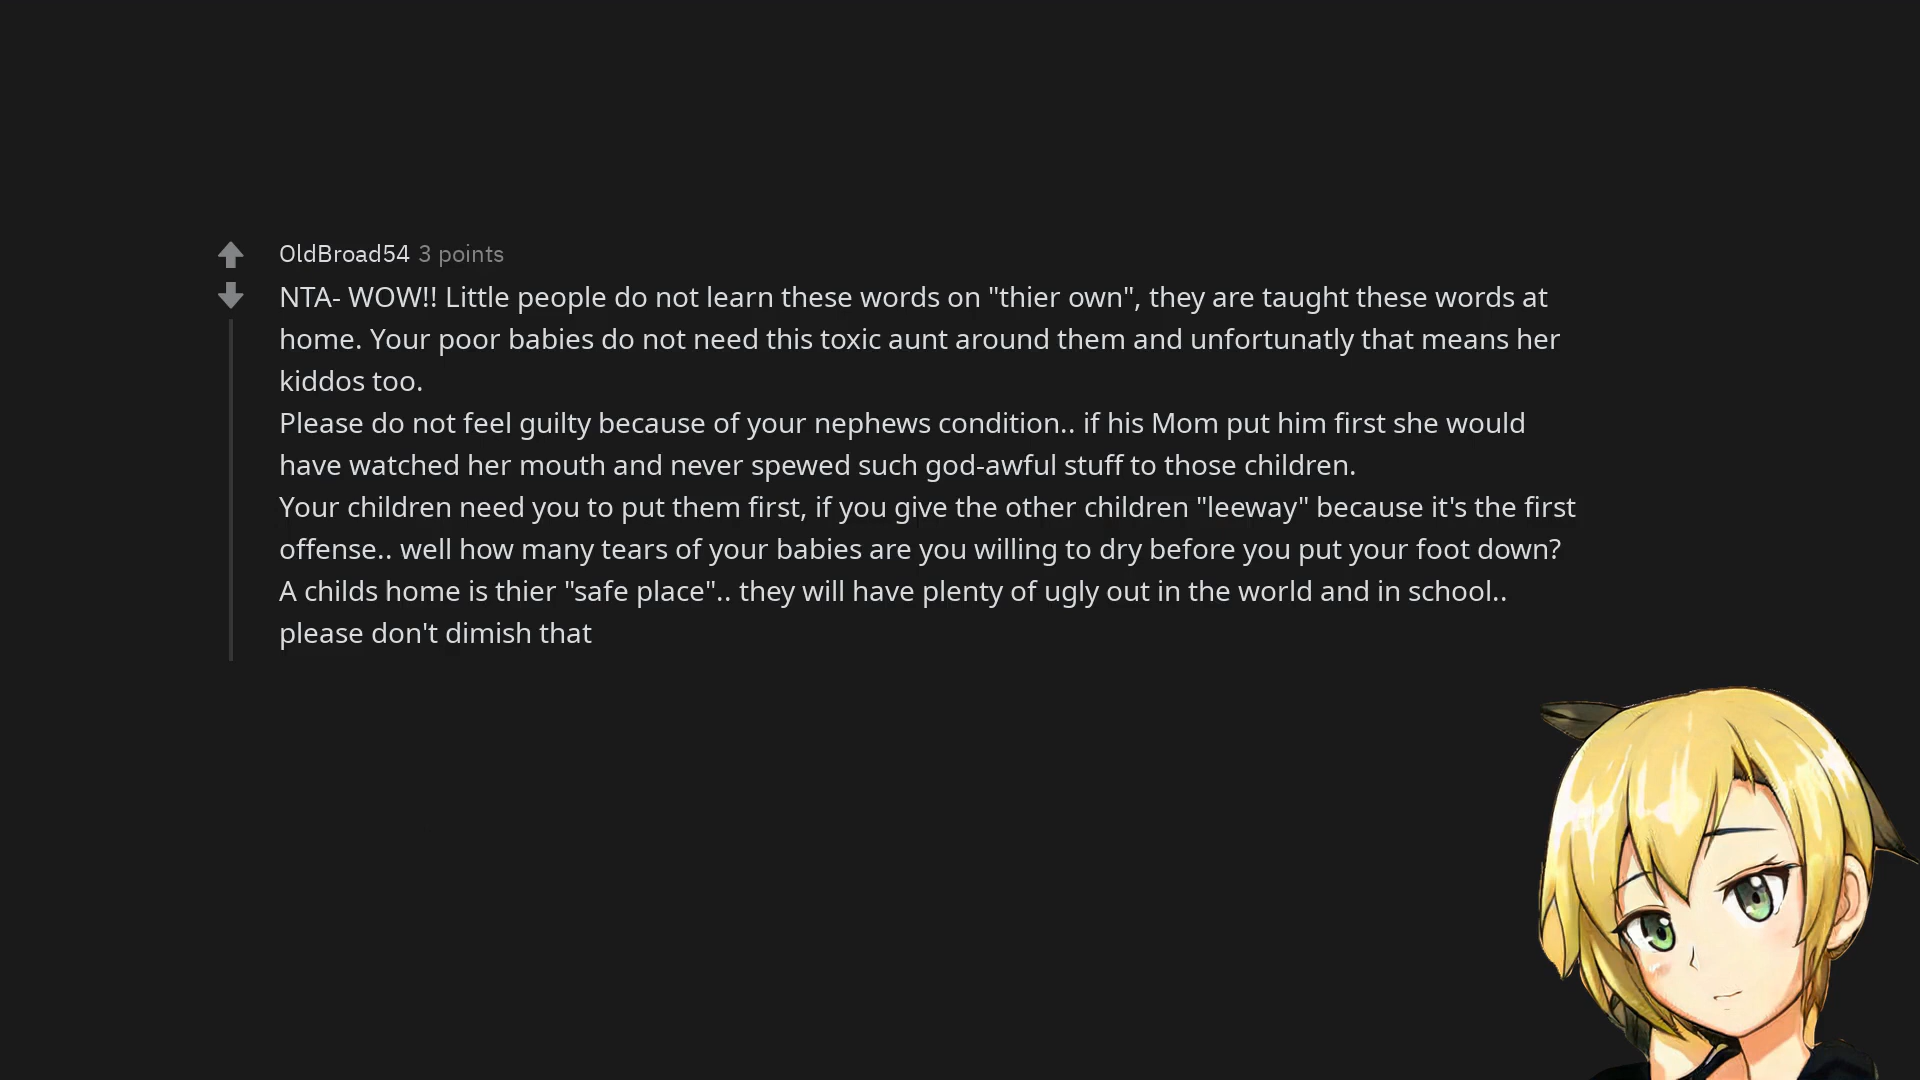 OldBroad54 3 points
NTA- WOW!! Little people do not learn these words on "thier own", they are taught these words at
home. Your poor babies do not need this toxic aunt around them and unfortunatly that means her
kiddos too.
Please do not feel guilty because of your nephews condition.. if his Mom put him first she would
have watched her mouth and never spewed such god-awful stuff to those children.
Your children need you to put them first, if you give the other children "leeway" because it's the first
offense.. well how many tears of your babies are you willing to dry before you put your foot down?
A childs home is thier "safe place".. they will have plenty of ugly out in the world and in school..
please don't dimish that